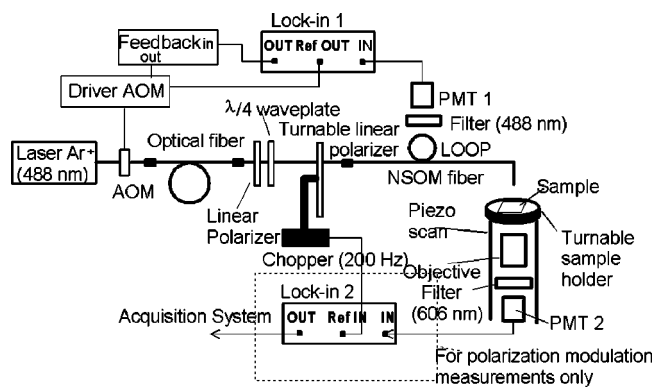 Lock-in 1
Feedback in
out
OUT Ref OUT IN
Driver AOM
PMT 1
λ/4 waveplate
Filter (488 nm)
Optical fiber
Turnable linear
polarizer
Laser Ar+
(488 nm)
LOOP
AOM
NSOM fiber
Linear
Polarizer
Sample
Piezo
scan
Turnable
sample
holder
Chopper (200 Hz)
Objective
Filter
(606 nm)
Lock-in 2
Acquisition System
OUT Ref IN IN
PMT 2
For polarization modulation
measurements only